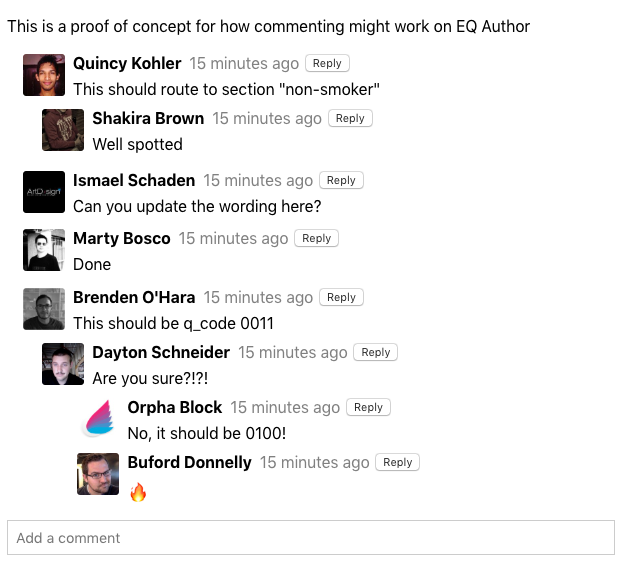 This is a proof of concept for how commenting might work on EQ Author
Quincy Kohler 15 minutes ago Reply
This should route to section "non-smoker"
Shakira Brown 15 minutes ago Reply
Well spotted
Ismael Schaden 15 minutes ago Reply
ArtD-sign
Can you update the wording here?
Marty Bosco 15 minutes ago Reply
Done
Brenden O'Hara 15 minutes ago Reply
This should be q_code 0011
Dayton Schneider 15 minutes ago Reply
Are you sure?!?!
Orpha Block 15 minutes ago Reply
No, it should be 0100!
Buford Donnelly 15 minutes ago Reply
🔥
Add a comment